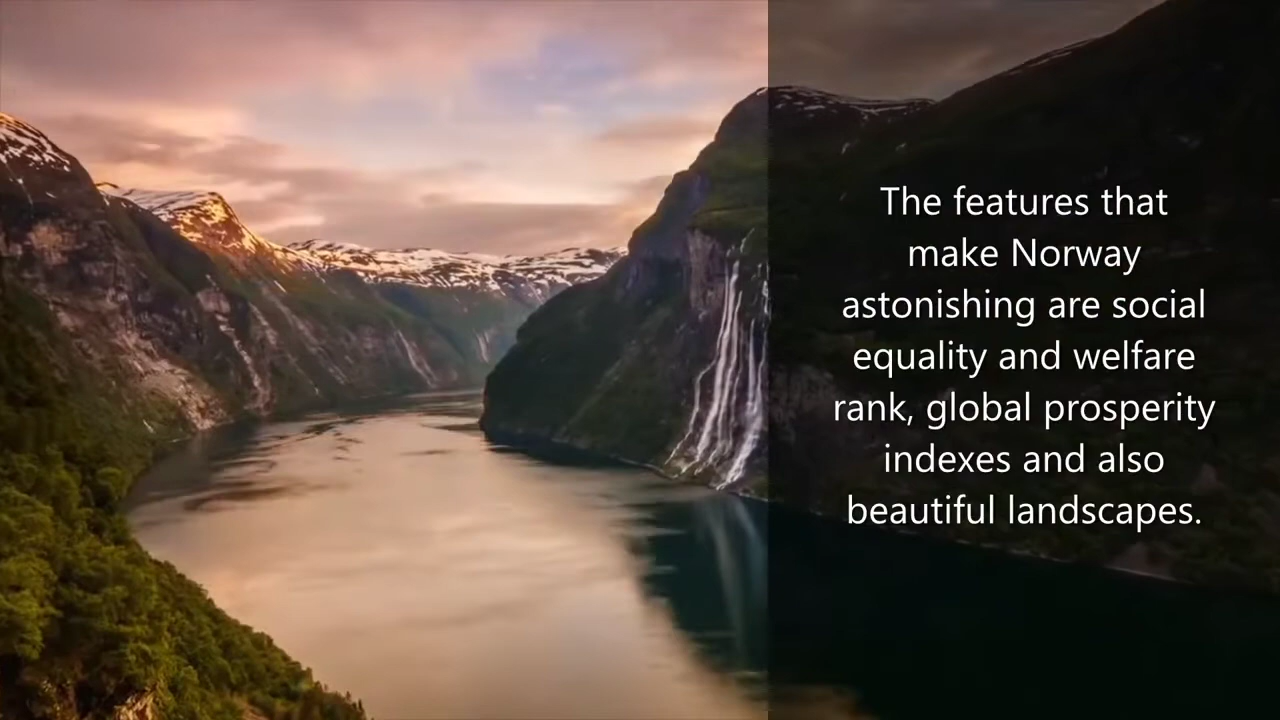 The features that
make Norway
astonishing are social
equality and welfare
rank, global prosperity
indexes and also
beautiful landscapes.